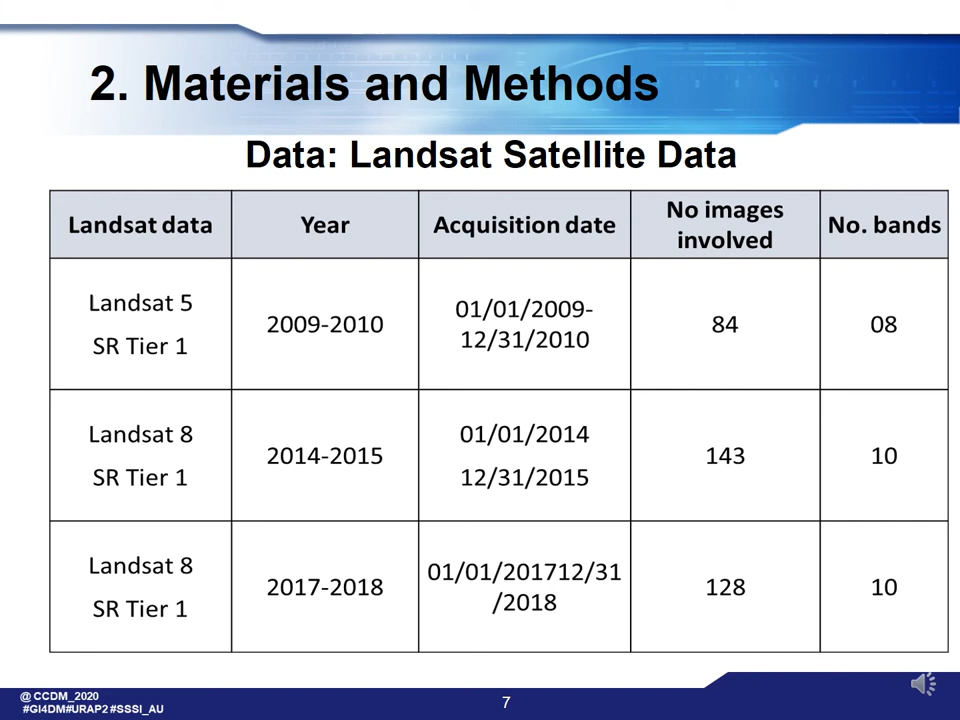 2. Materials and Methods
Data: Landsat Satellite Data
Landsat data
Year
Acquisition date
No images
involved
No. bands
Landsat 5
SR Tier 1
2009-2010
01/01/2009-
12/31/2010
84
08
Landsat 8
SR Tier 1
2014-2015
01/01/2014
12/31/2015
143
10
Landsat 8
SR Tier 1
2017-2018
01/01/201712/31
/2018
128
10
@ CCDM_2020
#GI4DM#URAP2 #SSSI_AU
7